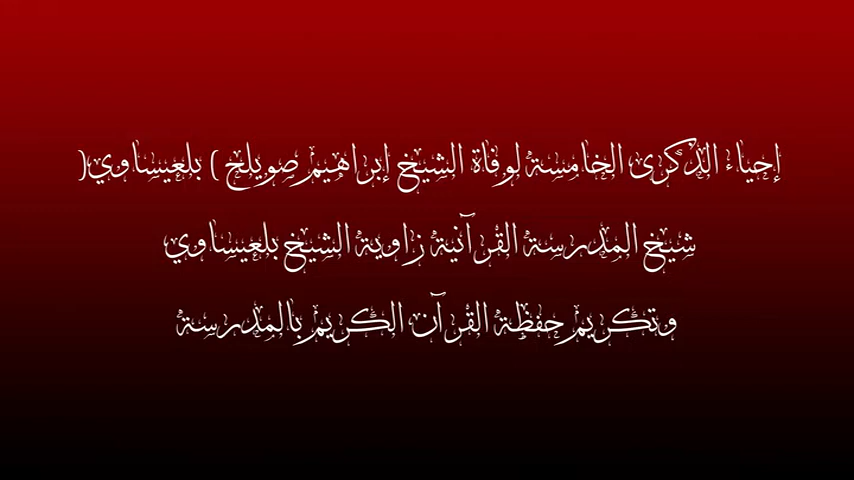 إحياء الذكرى الخامسة لوفاة الشيخ إبراهيم صويلح ) بلعيساوي(
شيخ المدرسة القرآنية زاوية الشيخ بلعيساوي
وتكريم حفظة القرآن الكريم بالمدرسة